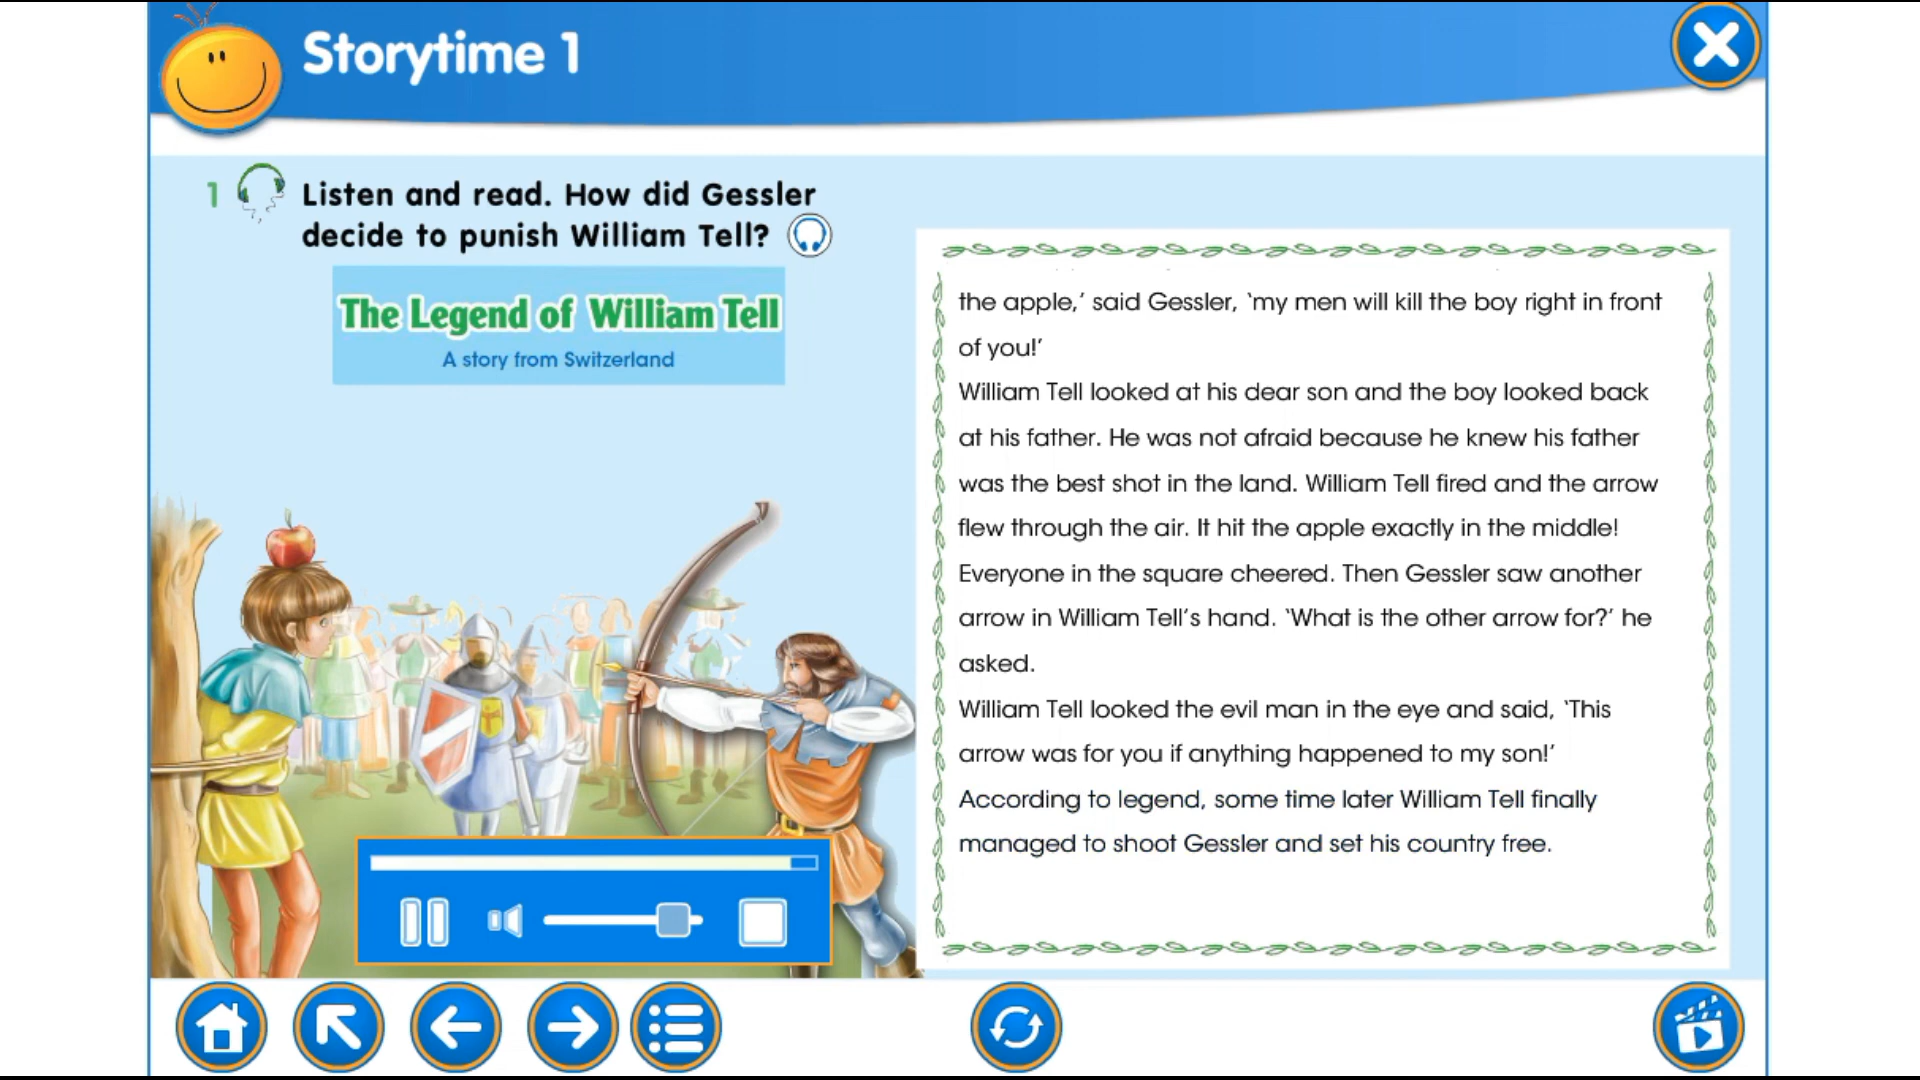 Storytime 1
1 Listen and read. How did Gessler
decide to punish William Tell?
The Legend of William Tell
A story from Switzerland
the apple,’ said Gessler, ‘my men will kill the boy right in front
of you!’
William Tell looked at his dear son and the boy looked back
at his father. He was not afraid because he knew his father
was the best shot in the land. William Tell fired and the arrow
flew through the air. It hit the apple exactly in the middle!
Everyone in the square cheered. Then Gessler saw another
arrow in William Tell’s hand. ‘What is the other arrow for?’ he
asked.
William Tell looked the evil man in the eye and said, ‘This
arrow was for you if anything happened to my son!’
According to legend, some time later William Tell finally
managed to shoot Gessler and set his country free.